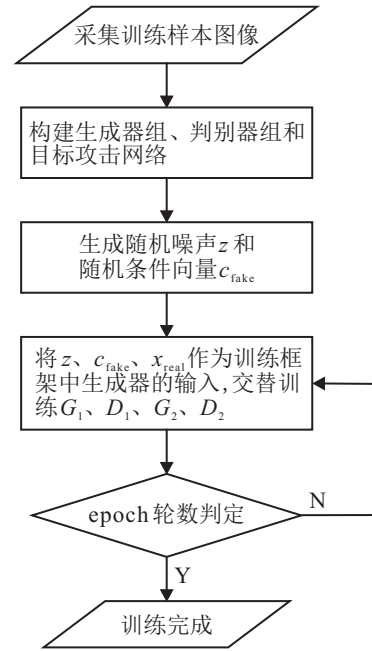 采集训练样本图像
构建生成器组、判别器组和
目标攻击网络
生成随机噪声z和
随机条件向量c_fake
将z、c_fake、x_real作为训练框
架中生成器的输入,交替训
练G₁、D₁、G₂、D₂
epoch轮数判定
N
Y
训练完成